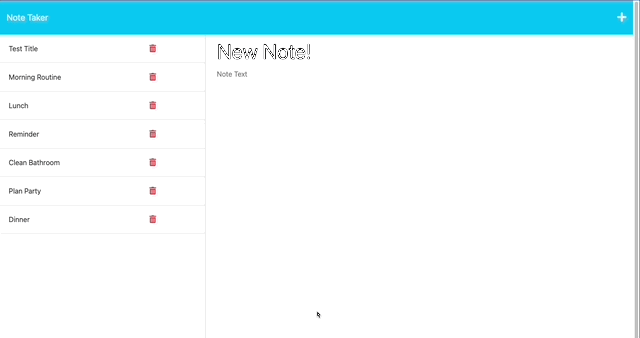 Note Taker
Test Title
Morning Routine
Lunch
Reminder
Clean Bathroom
Plan Party
Dinner
New Note!
Note Text